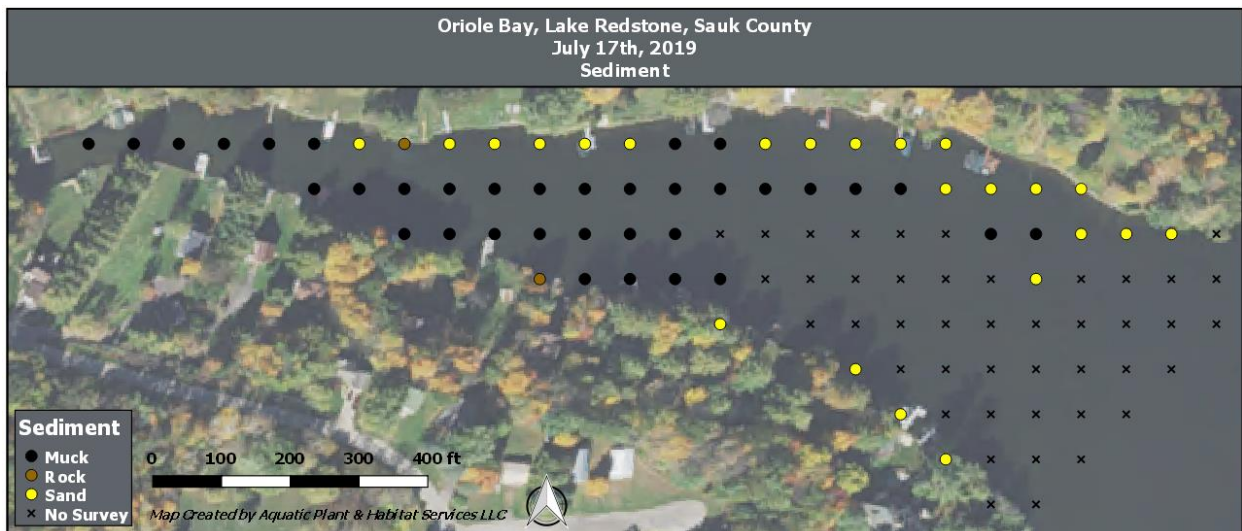 Oriole Bay, Lake Redstone, Sauk County
July 17th, 2019
Sediment
Sediment
Muck
Rock
Sand
No Survey
0 100 200 300 400 ft
Map Created by Aquatic Plant & Habitat Services LLC